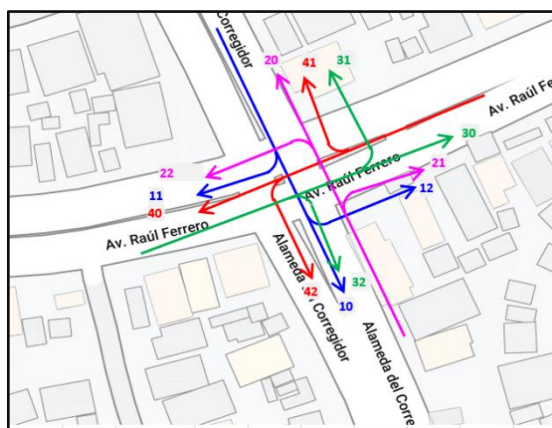 Corregidor
20
41
31
Av. Raúl Fe
30
Av. Raúl Ferrero
21
22
12
11
40
Av. Raúl Ferrero
42
32
10
Alameda d
Corregidor
Alameda del Corre